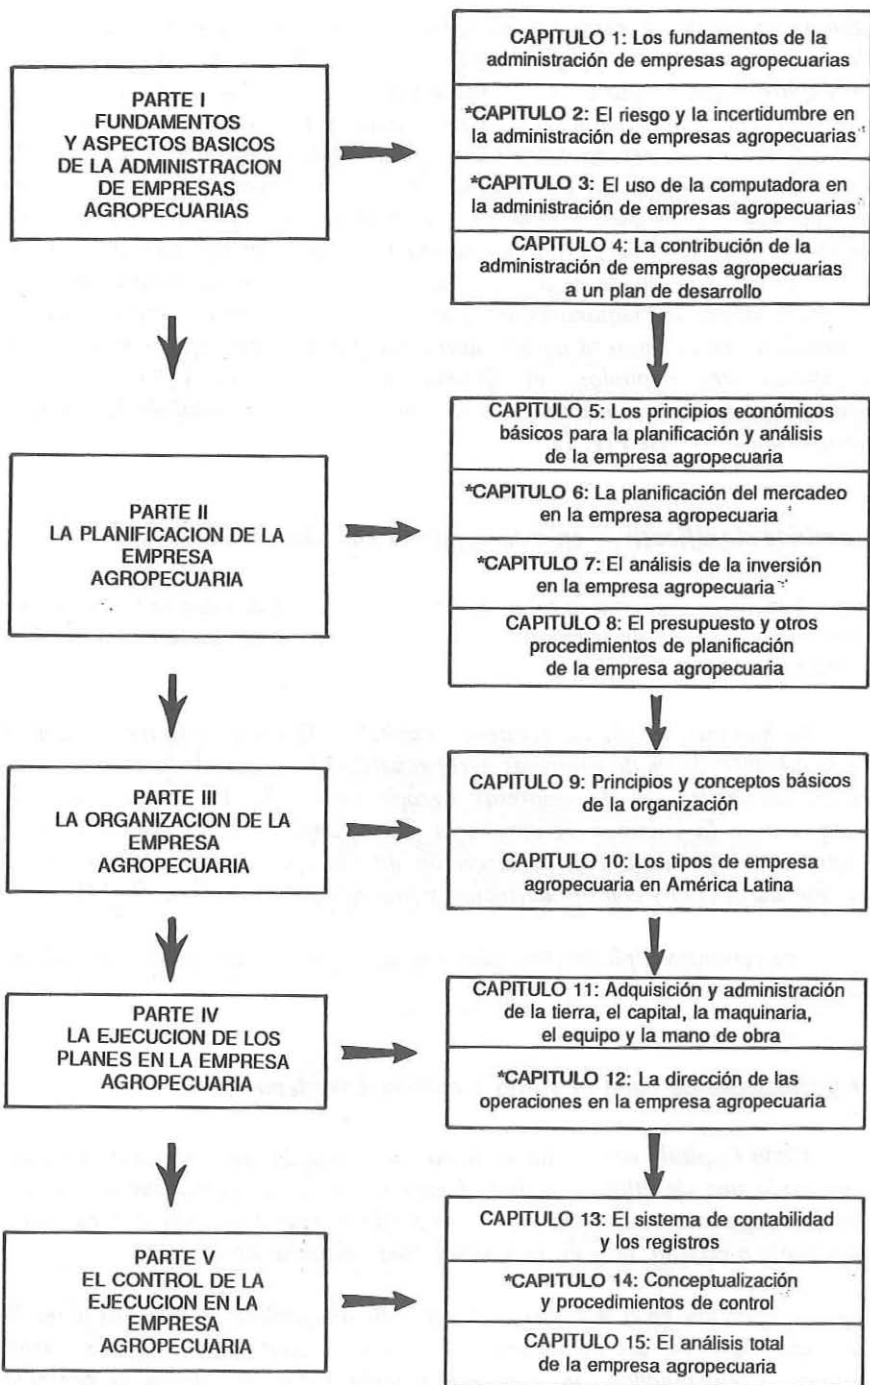 PARTE I
FUNDAMENTOS
Y ASPECTOS BASICOS
DE LA ADMINISTRACION
DE EMPRESAS
AGROPECUARIAS
CAPITULO 1: Los fundamentos de la
administración de empresas agropecuarias
*CAPITULO 2: El riesgo y la incertidumbre en
la administración de empresas agropecuarias
*CAPITULO 3: El uso de la computadora en
la administración de empresas agropecuarias
CAPITULO 4: La contribución de la
administración de empresas agropecuarias
a un plan de desarrollo
PARTE II
LA PLANIFICACION DE LA
EMPRESA
AGROPECUARIA
CAPITULO 5: Los principios económicos
básicos para la planificación y análisis
de la empresa agropecuaria
*CAPITULO 6: La planificación del mercadeo
en la empresa agropecuaria
*CAPITULO 7: El análisis de la inversión
en la empresa agropecuaria
CAPITULO 8: El presupuesto y otros
procedimientos de planificación
de la empresa agropecuaria
PARTE III
LA ORGANIZACION DE LA
EMPRESA
AGROPECUARIA
CAPITULO 9: Principios y conceptos básicos
de la organización
CAPITULO 10: Los tipos de empresa
agropecuaria en América Latina
PARTE IV
LA EJECUCION DE LOS
PLANES EN LA EMPRESA
AGROPECUARIA
CAPITULO 11: Adquisición y administración
de la tierra, el capital, la maquinaria,
el equipo y la mano de obra
*CAPITULO 12: La dirección de las
operaciones en la empresa agropecuaria
PARTE V
EL CONTROL DE LA
EJECUCION EN LA
EMPRESA
AGROPECUARIA
CAPITULO 13: El sistema de contabilidad
y los registros
*CAPITULO 14: Conceptualización
y procedimientos de control
CAPITULO 15: El análisis total
de la empresa agropecuaria